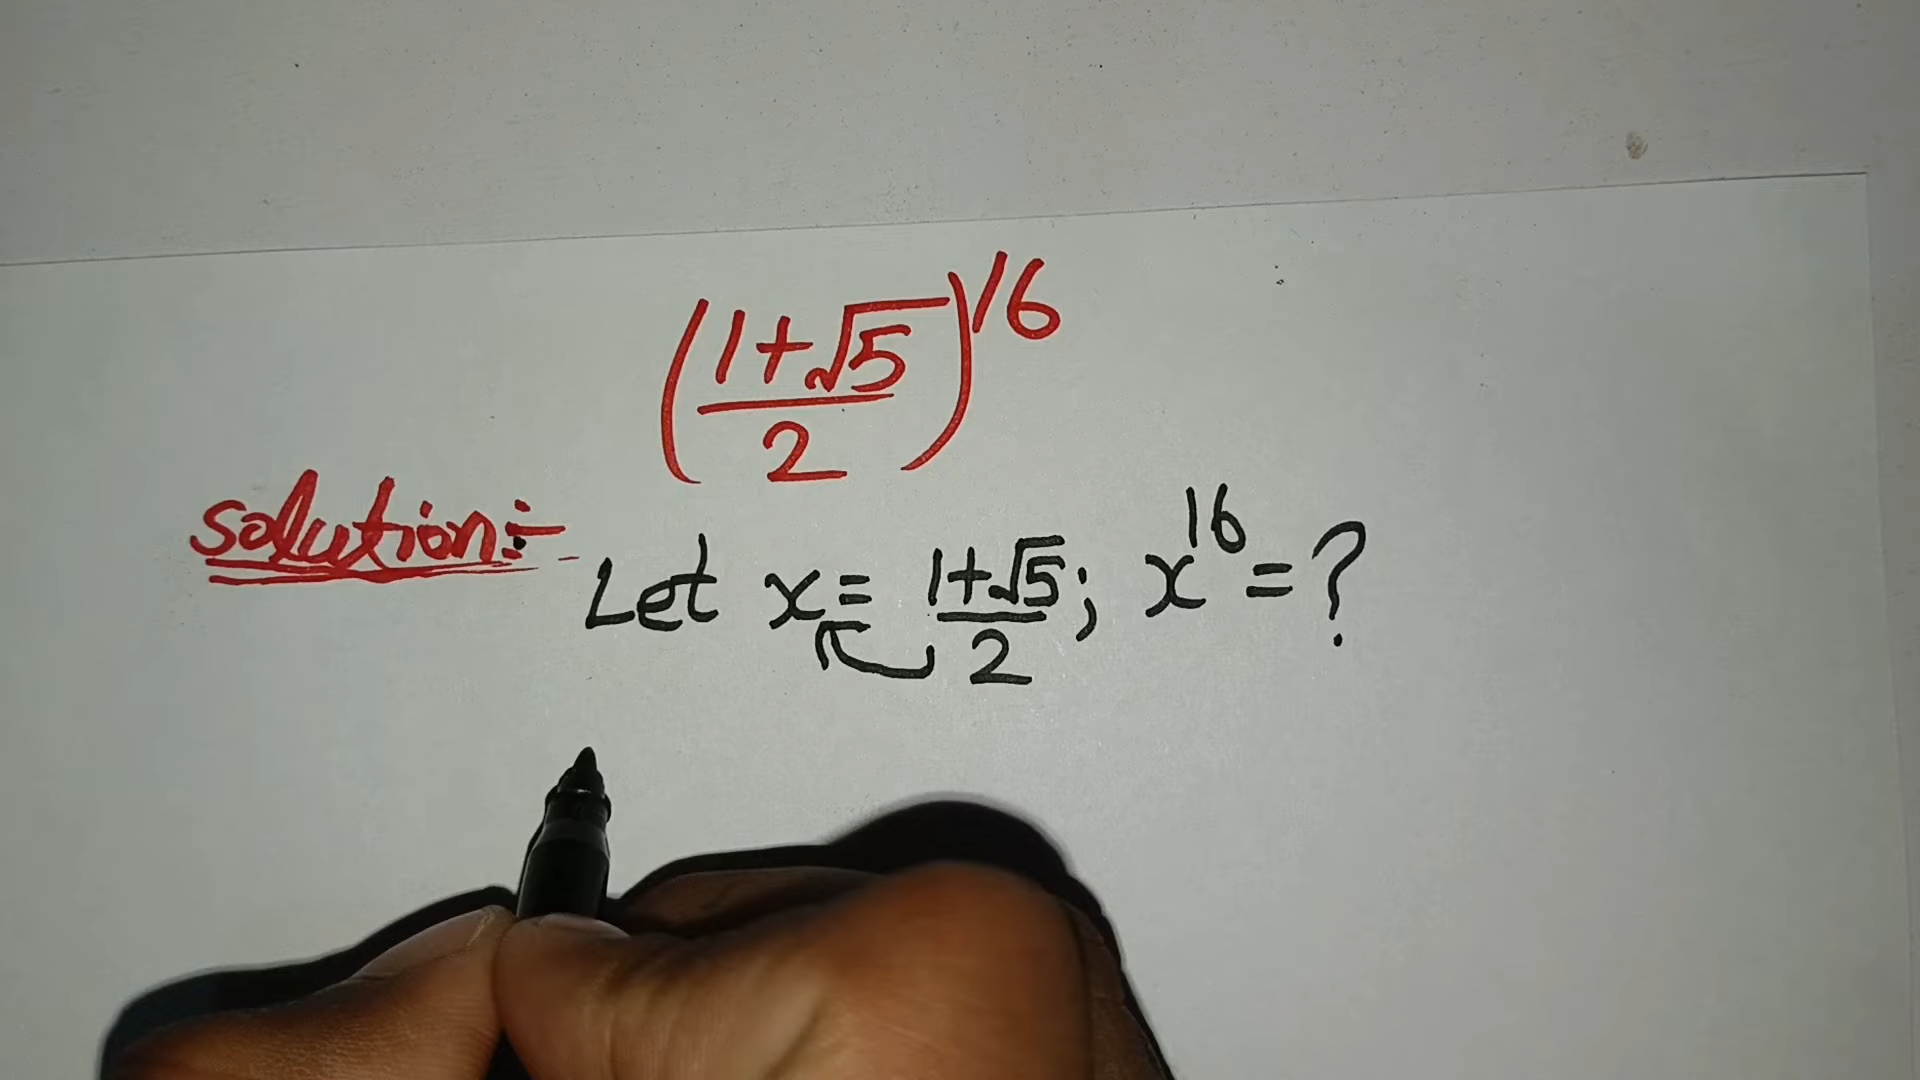 (1+√5/2)^16
Solution:-
Let x = 1+√5/2; x^16 = ?